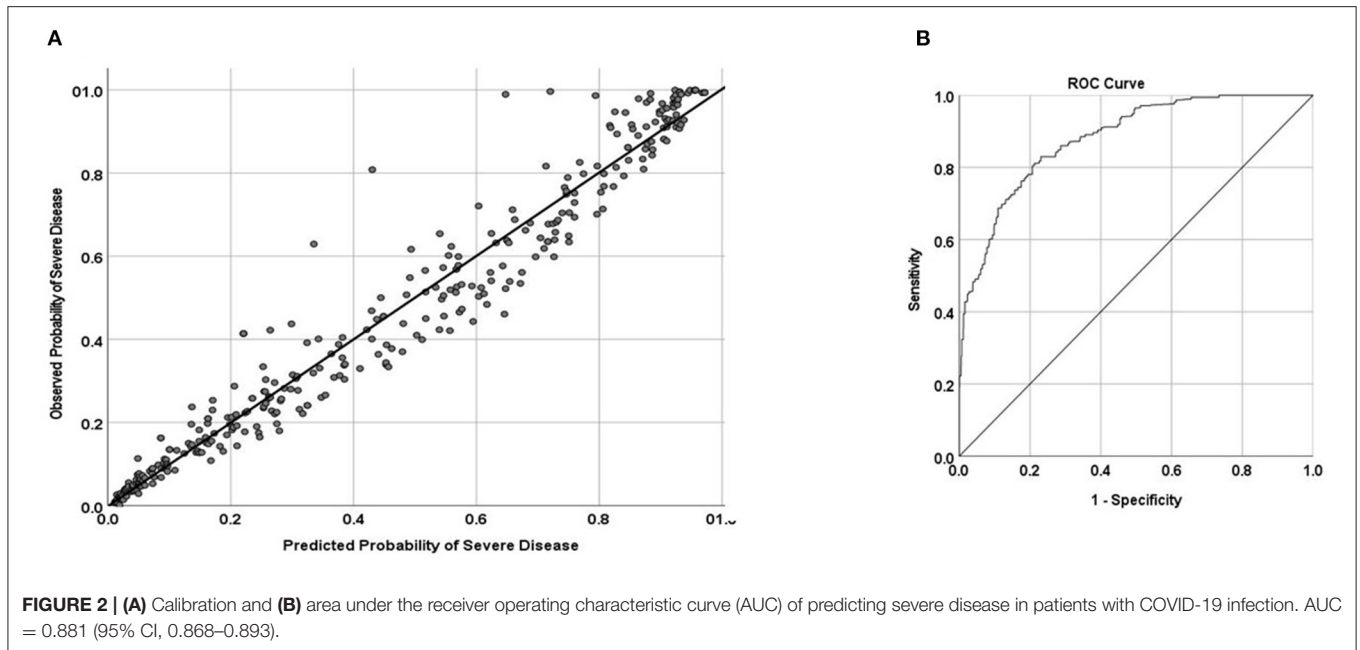 A
01.0
0.8
0.6
0.4
0.2
0.0
Observed Probability of Severe Disease
0.0 0.2 0.4 0.6 0.8 01.0
Predicted Probability of Severe Disease
B
ROC Curve
1.0
0.8
0.6
0.4
0.2
0.0
Sensitivity
0.0 0.2 0.4 0.6 0.8 1.0
1 - Specificity
FIGURE 2 | (A) Calibration and (B) area under the receiver operating characteristic curve (AUC) of predicting severe disease in patients with COVID-19 infection. AUC
= 0.881 (95% CI, 0.868–0.893).